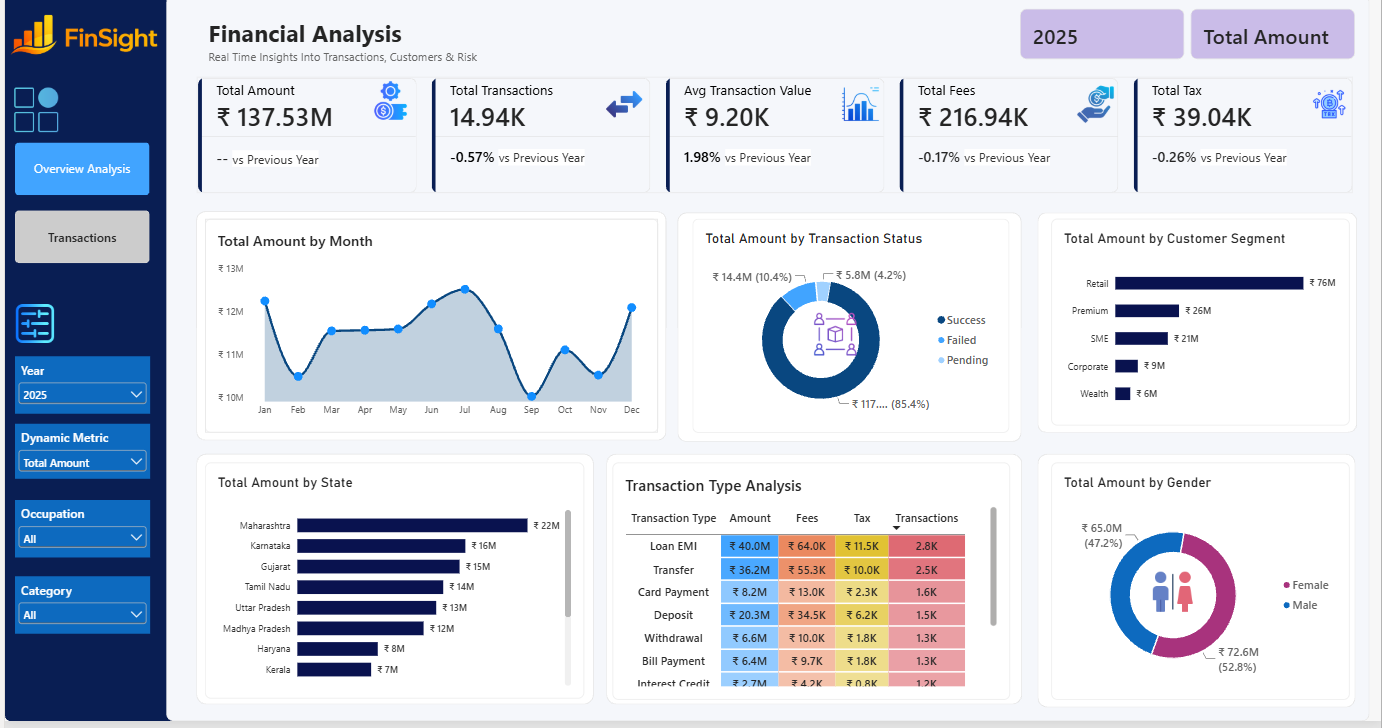 FinSight
Financial Analysis
Real Time Insights Into Transactions, Customers & Risk
2025
Total Amount
Overview Analysis
Transactions
Year
2025
Dynamic Metric
Total Amount
Occupation
All
Category
All
Total Amount
₹ 137.53M
-- vs Previous Year
Total Transactions
14.94K
-0.57% vs Previous Year
Avg Transaction Value
₹ 9.20K
1.98% vs Previous Year
Total Fees
₹ 216.94K
-0.17% vs Previous Year
Total Tax
₹ 39.04K
-0.26% vs Previous Year
TAX
Total Amount by Month
₹ 13M
₹ 12M
₹ 11M
₹ 10M
Jan Feb Mar Apr May Jun Jul Aug Sep Oct Nov Dec
Total Amount by Transaction Status
₹ 14.4M (10.4%)
₹ 5.8M (4.2%)
₹ 117.... (85.4%)
Success
Failed
Pending
Total Amount by Customer Segment
Retail ₹ 76M
Premium ₹ 26M
SME ₹ 21M
Corporate ₹ 9M
Wealth ₹ 6M
Total Amount by State
Maharashtra ₹ 22M
Karnataka ₹ 16M
Gujarat ₹ 15M
Tamil Nadu ₹ 14M
Uttar Pradesh ₹ 13M
Madhya Pradesh ₹ 12M
Haryana ₹ 8M
Kerala ₹ 7M
Transaction Type Analysis
Transaction Type Amount Fees Tax Transactions
Loan EMI ₹ 40.0M ₹ 64.0K ₹ 11.5K 2.8K
Transfer ₹ 36.2M ₹ 55.3K ₹ 10.0K 2.5K
Card Payment ₹ 8.2M ₹ 13.0K ₹ 2.3K 1.6K
Deposit ₹ 20.3M ₹ 34.5K ₹ 6.2K 1.5K
Withdrawal ₹ 6.6M ₹ 10.0K ₹ 1.8K 1.3K
Bill Payment ₹ 6.4M ₹ 9.7K ₹ 1.8K 1.3K
Interest Credit ₹ 2.7M ₹ 4.2K ₹ 0.8K 1.2K
Total Amount by Gender
₹ 65.0M
(47.2%)
₹ 72.6M
(52.8%)
Female
Male